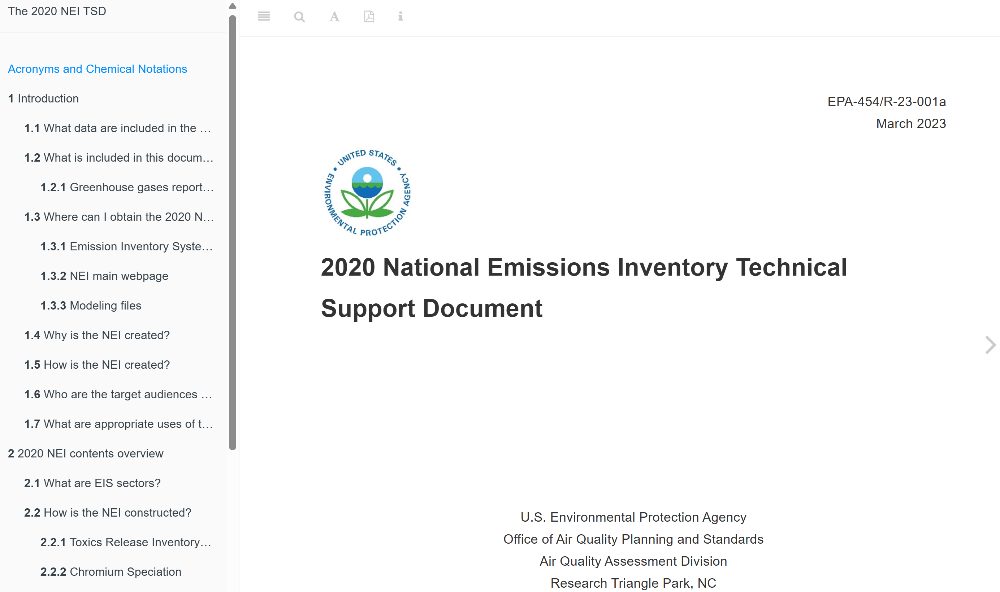 The 2020 NEI TSD
Acronyms and Chemical Notations
1 Introduction
1.1 What data are included in the …
1.2 What is included in this docum…
1.2.1 Greenhouse gases report…
1.3 Where can I obtain the 2020 N…
1.3.1 Emission Inventory Syste…
1.3.2 NEI main webpage
1.3.3 Modeling files
1.4 Why is the NEI created?
1.5 How is the NEI created?
1.6 Who are the target audiences …
1.7 What are appropriate uses of t…
2 2020 NEI contents overview
2.1 What are EIS sectors?
2.2 How is the NEI constructed?
2.2.1 Toxics Release Inventory…
2.2.2 Chromium Speciation
EPA-454/R-23-001a
March 2023
UNITED STATES • ENVIRONMENTAL PROTECTION AGENCY •
2020 National Emissions Inventory Technical
Support Document
U.S. Environmental Protection Agency
Office of Air Quality Planning and Standards
Air Quality Assessment Division
Research Triangle Park, NC